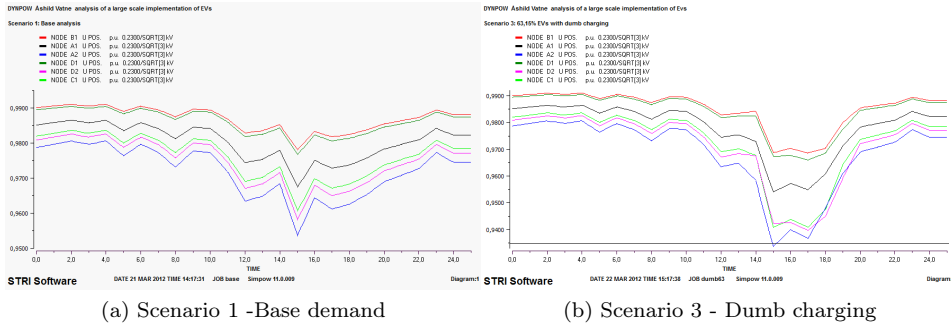 DYNPOW Åshild Vatne analysis of a large scale implementation of EVs
Scenario 1: Base analysis
NODE B1 U POS. p.u. 0.2300/SQRT[3]kV
NODE A1 U POS. p.u. 0.2300/SQRT[3]kV
NODE A2 U POS. p.u. 0.2300/SQRT[3]kV
NODE D1 U POS. p.u. 0.2300/SQRT[3]kV
NODE D2 U POS. p.u. 0.2300/SQRT[3]kV
NODE C1 U POS. p.u. 0.2300/SQRT[3]kV
0,9900
0,9800
0,9700
0,9600
0,9500
0,0 2,0 4,0 6,0 8,0 10,0 12,0 14,0 16,0 18,0 20,0 22,0 24,0
TIME
STRI Software DATE 21 MAR 2012 TIME 14:17:31 JOB base Simpow 11.0.009 Diagram:1
(a) Scenario 1 -Base demand
DYNPOW Åshild Vatne analysis of a large scale implementation of EVs
Scenario 3: 63,15% EVs with dumb charging
NODE B1 U POS. p.u. 0.2300/SQRT[3]kV
NODE A1 U POS. p.u. 0.2300/SQRT[3]kV
NODE A2 U POS. p.u. 0.2300/SQRT[3]kV
NODE D1 U POS. p.u. 0.2300/SQRT[3]kV
NODE D2 U POS. p.u. 0.2300/SQRT[3]kV
NODE C1 U POS. p.u. 0.2300/SQRT[3]kV
0,9900
0,9800
0,9700
0,9600
0,9500
0,9400
0,0 2,0 4,0 6,0 8,0 10,0 12,0 14,0 16,0 18,0 20,0 22,0 24,0
TIME
STRI Software DATE 22 MAR 2012 TIME 15:17:38 JOB dumb63 Simpow 11.0.009 Diagram:
(b) Scenario 3 - Dumb charging